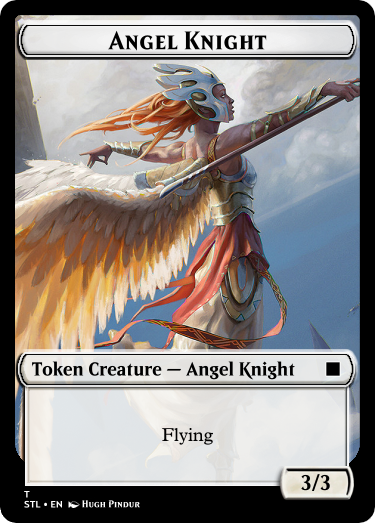 Angel Knight
Token Creature — Angel Knight
Flying
3/3
T
STL • EN Hugh Pindur